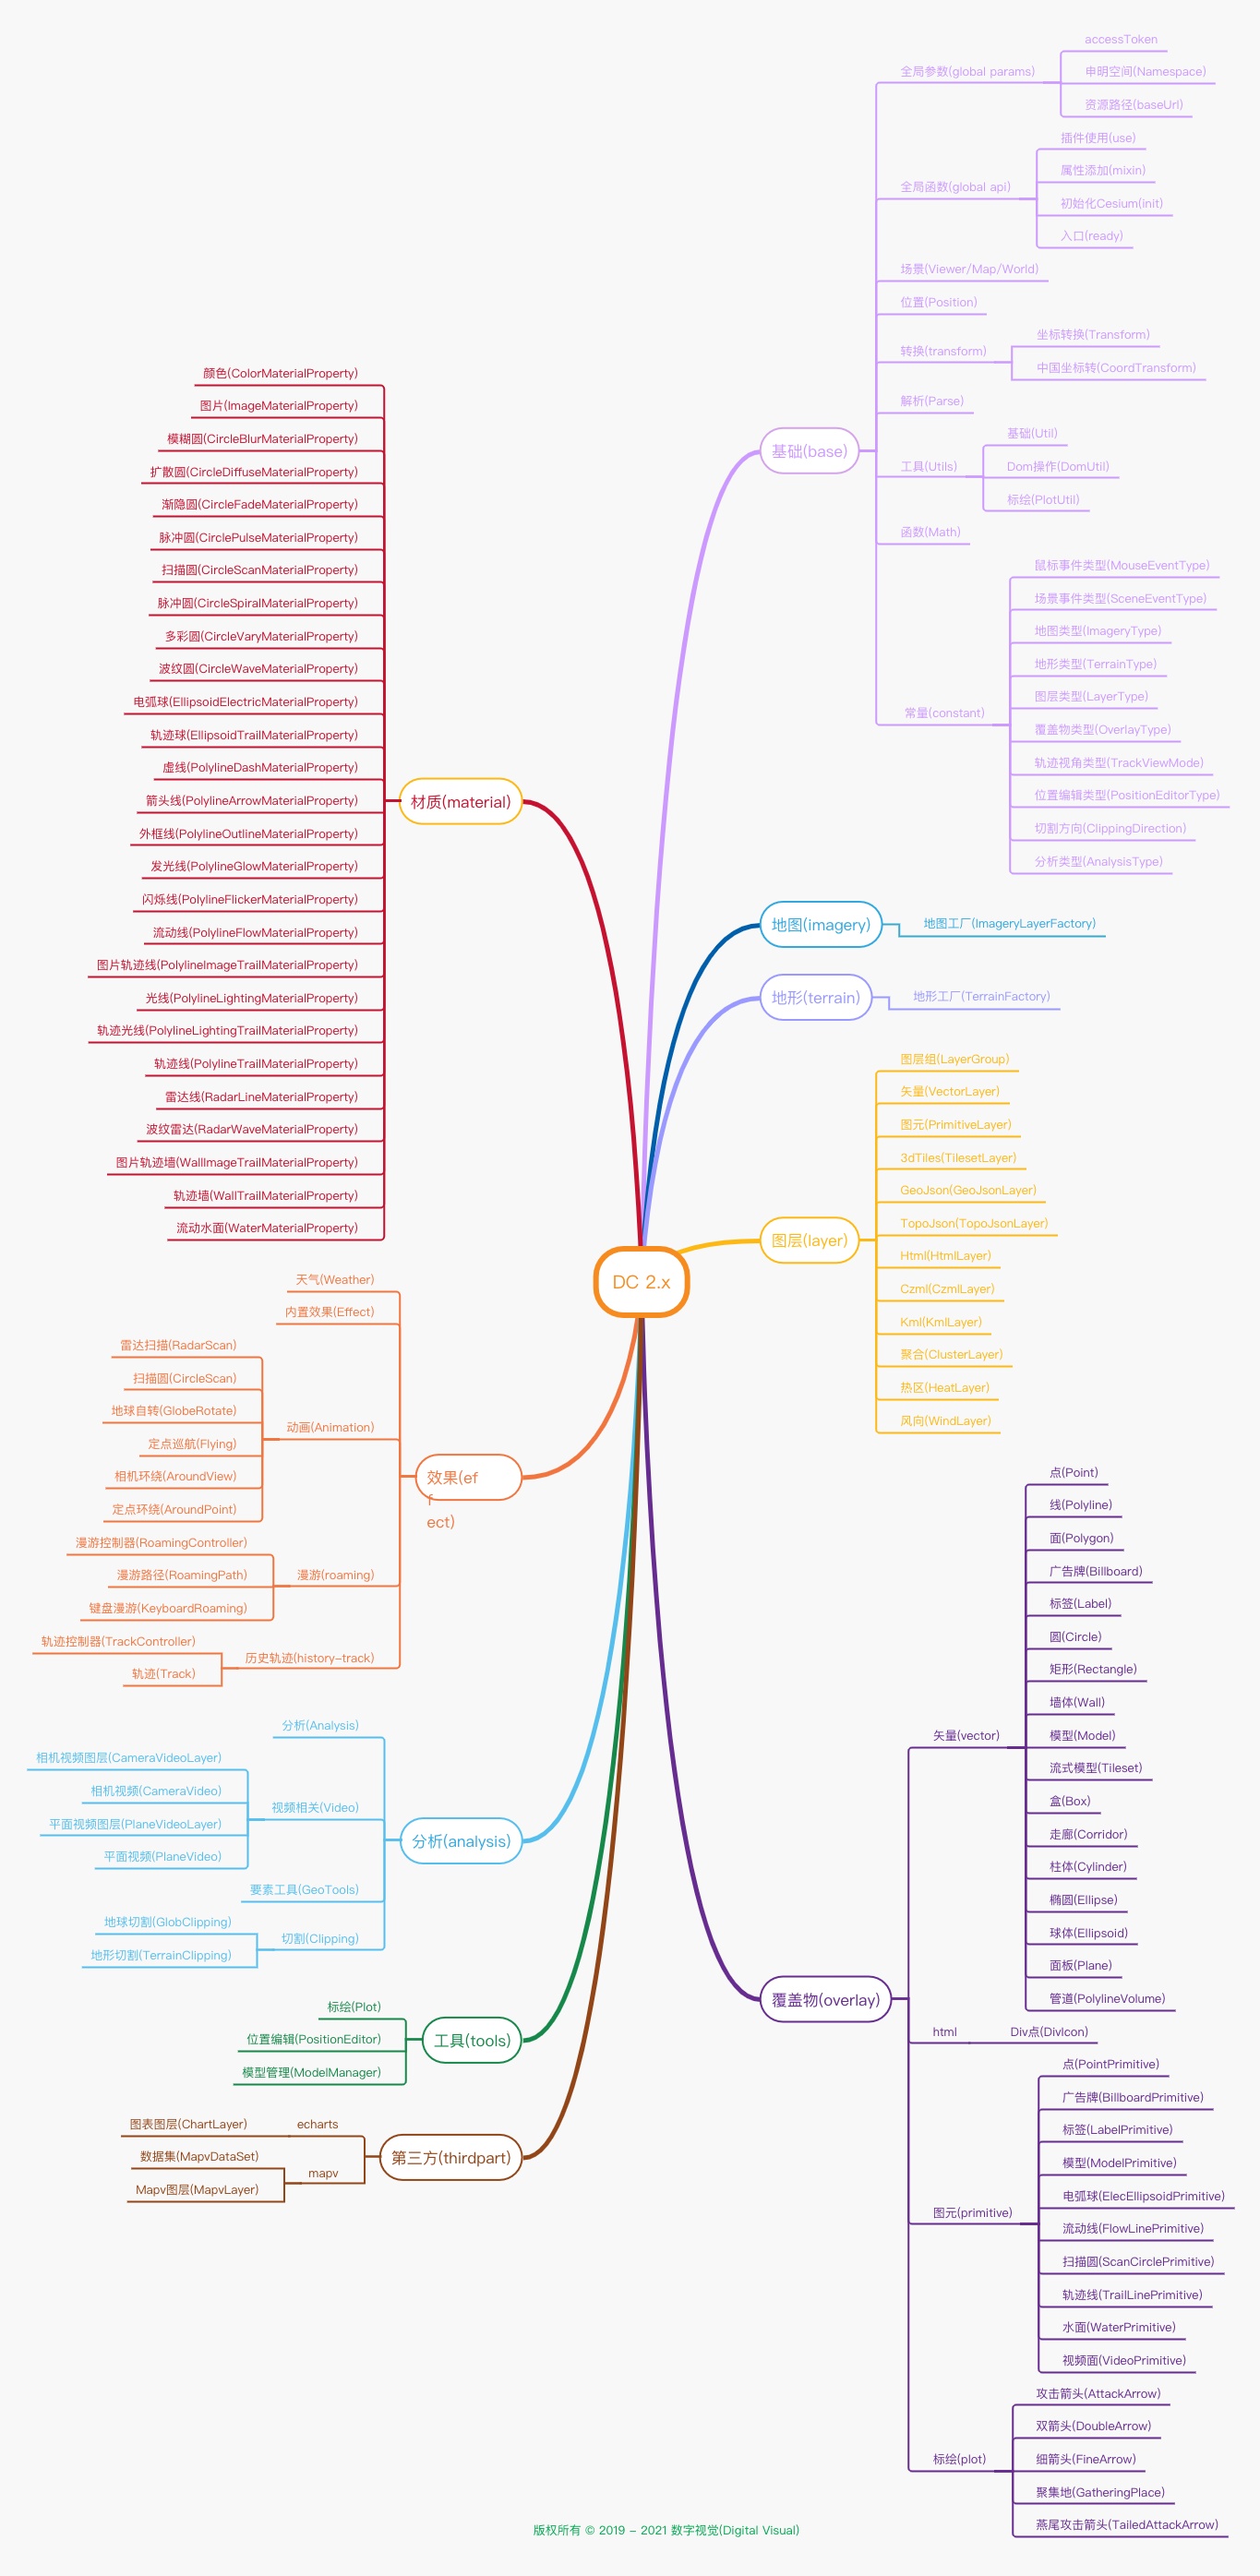 DC 2.x
基础(base)
全局参数(global params)
accessToken
申明空间(Namespace)
资源路径(baseUrl)
全局函数(global api)
插件使用(use)
属性添加(mixin)
初始化Cesium(init)
入口(ready)
场景(Viewer/Map/World)
位置(Position)
转换(transform)
坐标转换(Transform)
中国坐标转(CoordTransform)
解析(Parse)
工具(Utils)
基础(Util)
Dom操作(DomUtil)
标绘(PlotUtil)
函数(Math)
常量(constant)
鼠标事件类型(MouseEventType)
场景事件类型(SceneEventType)
地图类型(ImageryType)
地形类型(TerrainType)
图层类型(LayerType)
覆盖物类型(OverlayType)
轨迹视角类型(TrackViewMode)
位置编辑类型(PositionEditorType)
切割方向(ClippingDirection)
分析类型(AnalysisType)
地图(imagery)
地图工厂(ImageryLayerFactory)
地形(terrain)
地形工厂(TerrainFactory)
图层(layer)
图层组(LayerGroup)
矢量(VectorLayer)
图元(PrimitiveLayer)
3dTiles(TilesetLayer)
GeoJson(GeoJsonLayer)
TopoJson(TopoJsonLayer)
Html(HtmlLayer)
Czml(CzmlLayer)
Kml(KmlLayer)
聚合(ClusterLayer)
热区(HeatLayer)
风向(WindLayer)
覆盖物(overlay)
矢量(vector)
点(Point)
线(Polyline)
面(Polygon)
广告牌(Billboard)
标签(Label)
圆(Circle)
矩形(Rectangle)
墙体(Wall)
模型(Model)
流式模型(Tileset)
盒(Box)
走廊(Corridor)
柱体(Cylinder)
椭圆(Ellipse)
球体(Ellipsoid)
面板(Plane)
管道(PolylineVolume)
html
Div点(DivIcon)
图元(primitive)
点(PointPrimitive)
广告牌(BillboardPrimitive)
标签(LabelPrimitive)
模型(ModelPrimitive)
电弧球(ElecEllipsoidPrimitive)
流动线(FlowLinePrimitive)
扫描圆(ScanCirclePrimitive)
轨迹线(TrailLinePrimitive)
水面(WaterPrimitive)
视频面(VideoPrimitive)
标绘(plot)
攻击箭头(AttackArrow)
双箭头(DoubleArrow)
细箭头(FineArrow)
聚集地(GatheringPlace)
燕尾攻击箭头(TailedAttackArrow)
材质(material)
颜色(ColorMaterialProperty)
图片(ImageMaterialProperty)
模糊圆(CircleBlurMaterialProperty)
扩散圆(CircleDiffuseMaterialProperty)
渐隐圆(CircleFadeMaterialProperty)
脉冲圆(CirclePulseMaterialProperty)
扫描圆(CircleScanMaterialProperty)
脉冲圆(CircleSpiralMaterialProperty)
多彩圆(CircleVaryMaterialProperty)
波纹圆(CircleWaveMaterialProperty)
电弧球(EllipsoidElectricMaterialProperty)
轨迹球(EllipsoidTrailMaterialProperty)
虚线(PolylineDashMaterialProperty)
箭头线(PolylineArrowMaterialProperty)
外框线(PolylineOutlineMaterialProperty)
发光线(PolylineGlowMaterialProperty)
闪烁线(PolylineFlickerMaterialProperty)
流动线(PolylineFlowMaterialProperty)
图片轨迹线(PolylineImageTrailMaterialProperty)
光线(PolylineLightingMaterialProperty)
轨迹光线(PolylineLightingTrailMaterialProperty)
轨迹线(PolylineTrailMaterialProperty)
雷达线(RadarLineMaterialProperty)
波纹雷达(RadarWaveMaterialProperty)
图片轨迹墙(WallImageTrailMaterialProperty)
轨迹墙(WallTrailMaterialProperty)
流动水面(WaterMaterialProperty)
效果(ef
f
ect)
天气(Weather)
内置效果(Effect)
动画(Animation)
雷达扫描(RadarScan)
扫描圆(CircleScan)
地球自转(GlobeRotate)
定点巡航(Flying)
相机环绕(AroundView)
定点环绕(AroundPoint)
漫游(roaming)
漫游控制器(RoamingController)
漫游路径(RoamingPath)
键盘漫游(KeyboardRoaming)
历史轨迹(history-track)
轨迹控制器(TrackController)
轨迹(Track)
分析(analysis)
分析(Analysis)
视频相关(Video)
相机视频图层(CameraVideoLayer)
相机视频(CameraVideo)
平面视频图层(PlaneVideoLayer)
平面视频(PlaneVideo)
要素工具(GeoTools)
切割(Clipping)
地球切割(GlobClipping)
地形切割(TerrainClipping)
工具(tools)
标绘(Plot)
位置编辑(PositionEditor)
模型管理(ModelManager)
第三方(thirdpart)
echarts
图表图层(ChartLayer)
mapv
数据集(MapvDataSet)
Mapv图层(MapvLayer)
版权所有 © 2019 - 2021 数字视觉(Digital Visual)